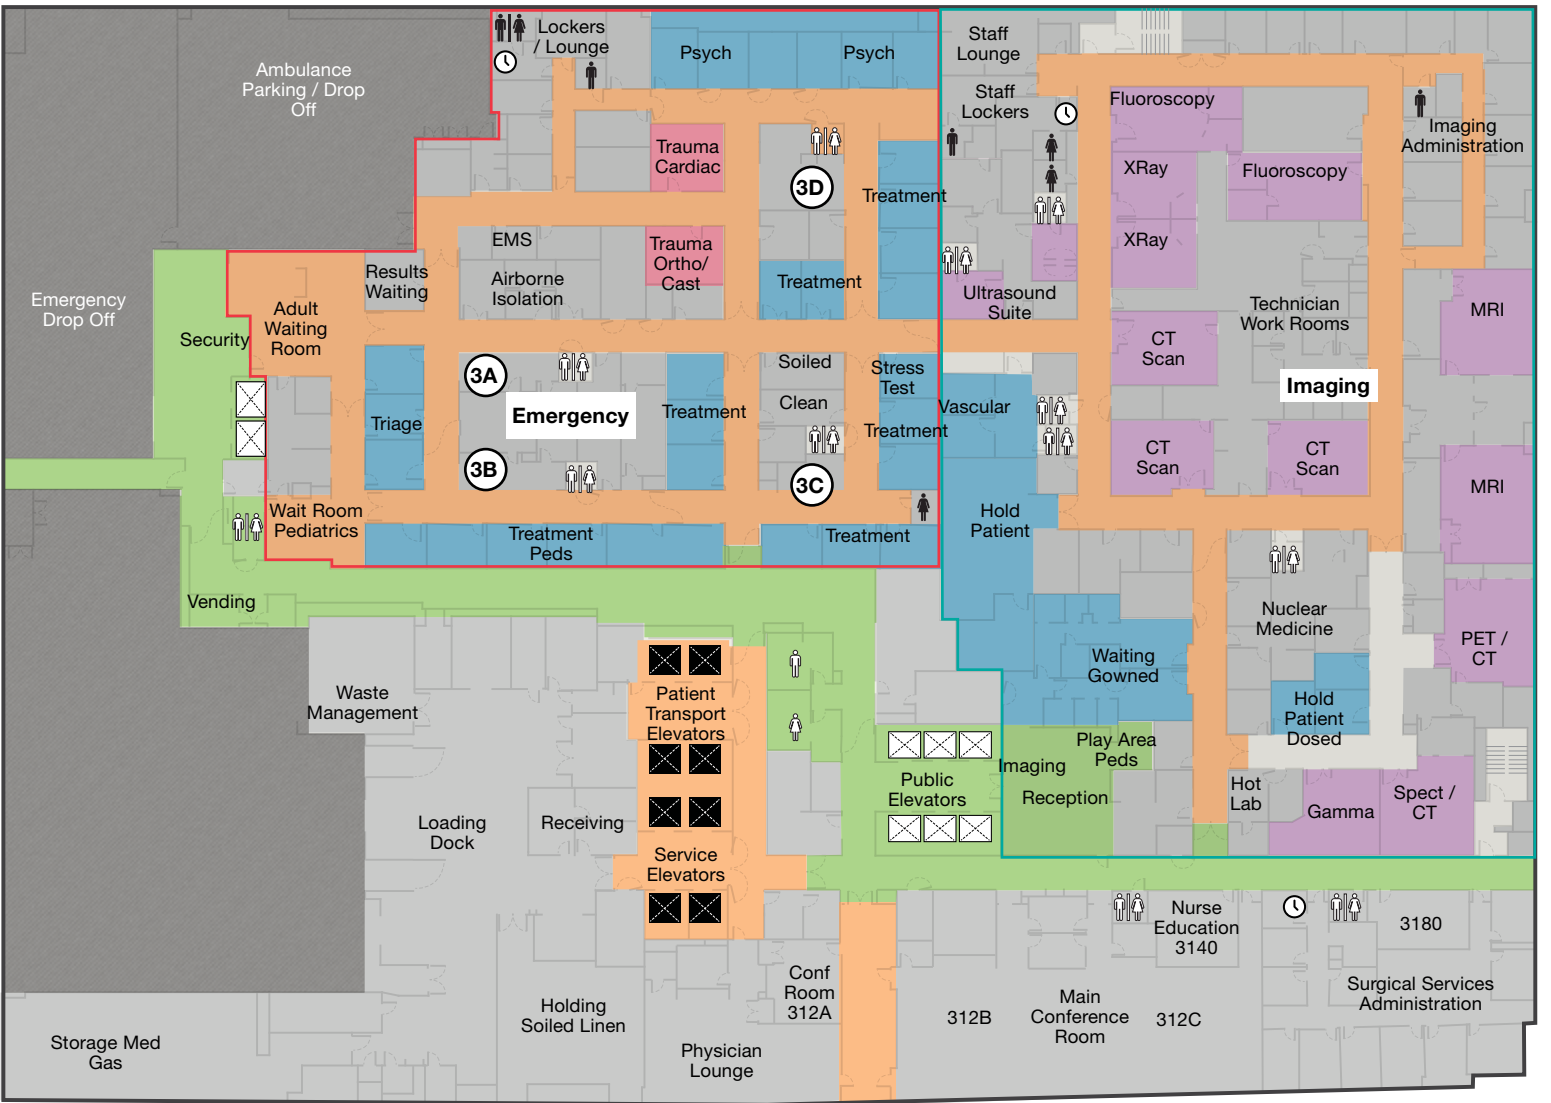 Lockers
/ Lounge
Psych
Psych
Staff
Lounge
Ambulance
Parking / Drop
Off
Staff
Lockers
Fluoroscopy
Imaging
Administration
Trauma
Cardiac
XRay
Fluoroscopy
3D
Treatment
EMS
XRay
Trauma
Ortho/
Cast
Results
Waiting
Airborne
Isolation
Treatment
Ultrasound
Suite
Technician
Work Rooms
MRI
Emergency
Drop Off
Adult
Waiting
Room
Security
CT
Scan
3A
Soiled
Stress
Test
Imaging
Clean
Emergency
Treatment
Vascular
Triage
Treatment
3B
3C
CT
Scan
CT
Scan
MRI
Wait Room
Pediatrics
Hold
Patient
Treatment
Peds
Treatment
Vending
Nuclear
Medicine
PET /
CT
Waiting
Gowned
Waste
Management
Patient
Transport
Elevators
Hold
Patient
Dosed
Play Area
Peds
Imaging
Reception
Public
Elevators
Hot
Lab
Gamma
Spect /
CT
Loading
Dock
Receiving
Service
Elevators
Nurse
Education
3140
3180
Conf
Room
312A
Surgical Services
Administration
Holding
Soiled Linen
312B
Main
Conference
Room
312C
Storage Med
Gas
Physician
Lounge